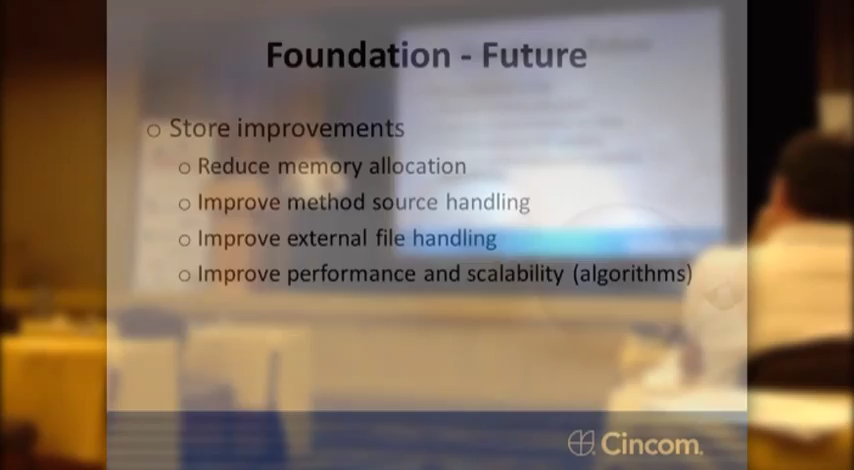 Foundation - Future
○ Store improvements
○ Reduce memory allocation
○ Improve method source handling
○ Improve external file handling
○ Improve performance and scalability (algorithms)
Cincom